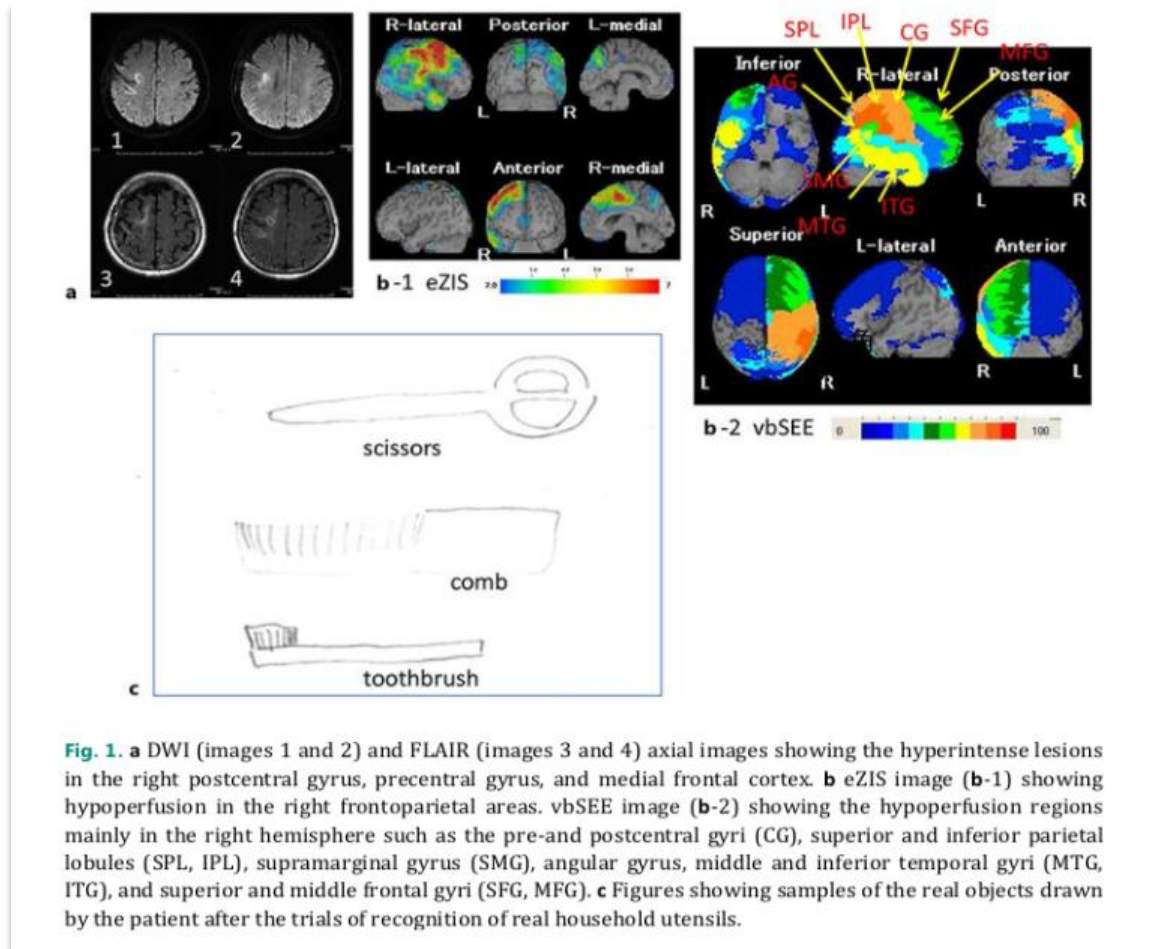 R-lateral Posterior L-medial
L R
L-lateral Anterior R-medial
R L
1 2
3 4
a
b-1 eZIS 2.0 7
SPL IPL CG SFG
MFG
Inferior R-lateral Posterior
AG
SMG
ITG
MTG
R L L R
Superior L-lateral Anterior
L R R L
b-2 vbSEE 0 100
scissors
comb
toothbrush
c
Fig. 1. a DWI (images 1 and 2) and FLAIR (images 3 and 4) axial images showing the hyperintense lesions
in the right postcentral gyrus, precentral gyrus, and medial frontal cortex. b eZIS image (b-1) showing
hypoperfusion in the right frontoparietal areas. vbSEE image (b-2) showing the hypoperfusion regions
mainly in the right hemisphere such as the pre-and postcentral gyri (CG), superior and inferior parietal
lobules (SPL, IPL), supramarginal gyrus (SMG), angular gyrus, middle and inferior temporal gyri (MTG,
ITG), and superior and middle frontal gyri (SFG, MFG). c Figures showing samples of the real objects drawn
by the patient after the trials of recognition of real household utensils.